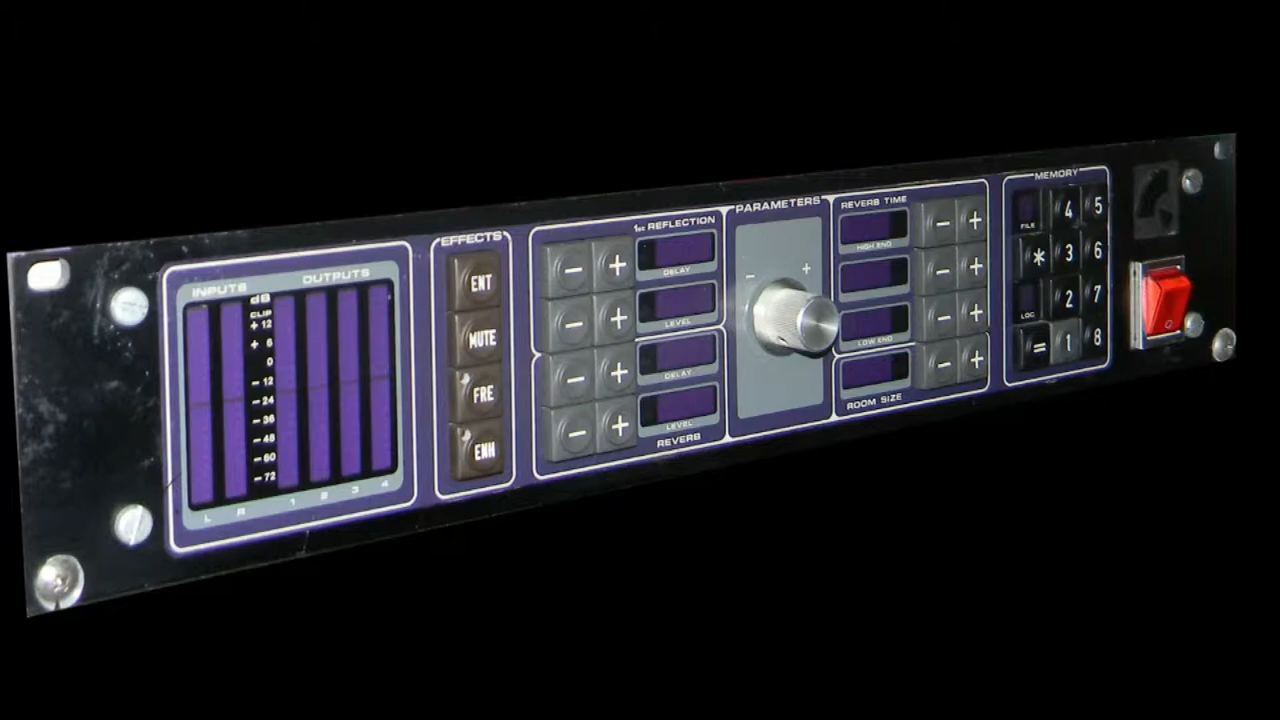 INPUTS
OUTPUTS
dB
CLIP
+ 12
+ 6
0
- 12
- 24
- 36
- 48
- 60
- 72
L R 1 2 3 4
EFFECTS
ENT
MUTE
FRE
ENH
1st REFLECTION
- + DELAY
- + LEVEL
- + DELAY
- + LEVEL
REVERB
PARAMETERS
- +
REVERB TIME
- +
HIGH END
- +
- +
LOW END
- +
ROOM SIZE
MEMORY
FILE 4 5
* 3 6
LOC 2 7
= 1 8